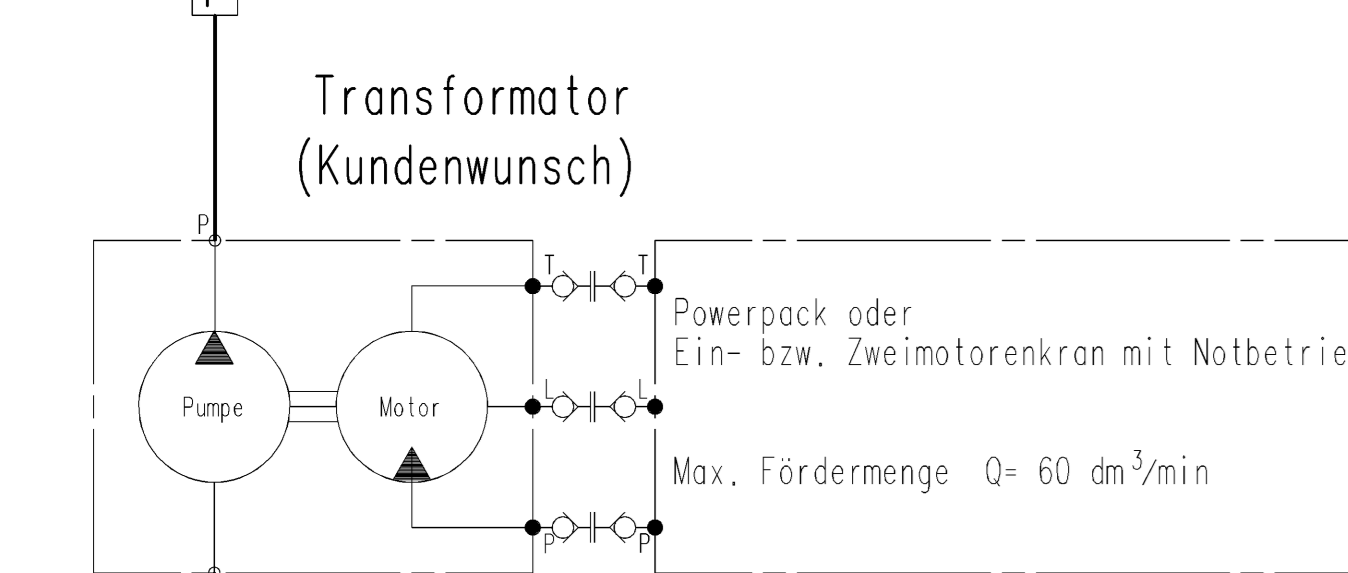 Transformator
(Kundenwunsch)
P
T T
Powerpack oder
Ein- bzw. Zweimotorenkran mit Notbetrie
Pumpe
Motor
L L
Max. Fördermenge Q= 60 dm³/min
P P